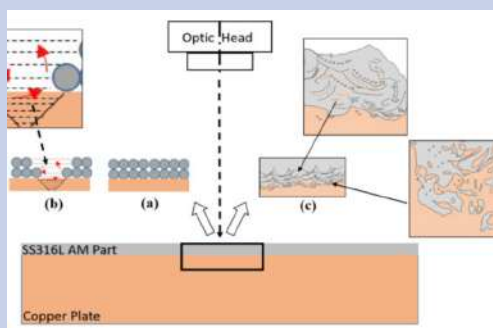 Optic Head
(b)
(a)
(c)
SS316L AM Part
Copper Plate